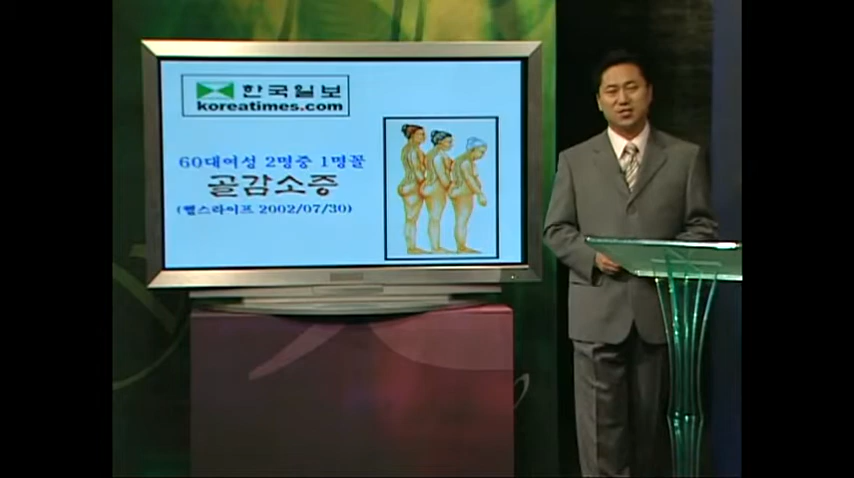 한국일보
koreatimes.com
60대여성 2명중 1명꼴
골감소증
(헬스라이프 2002/07/30)